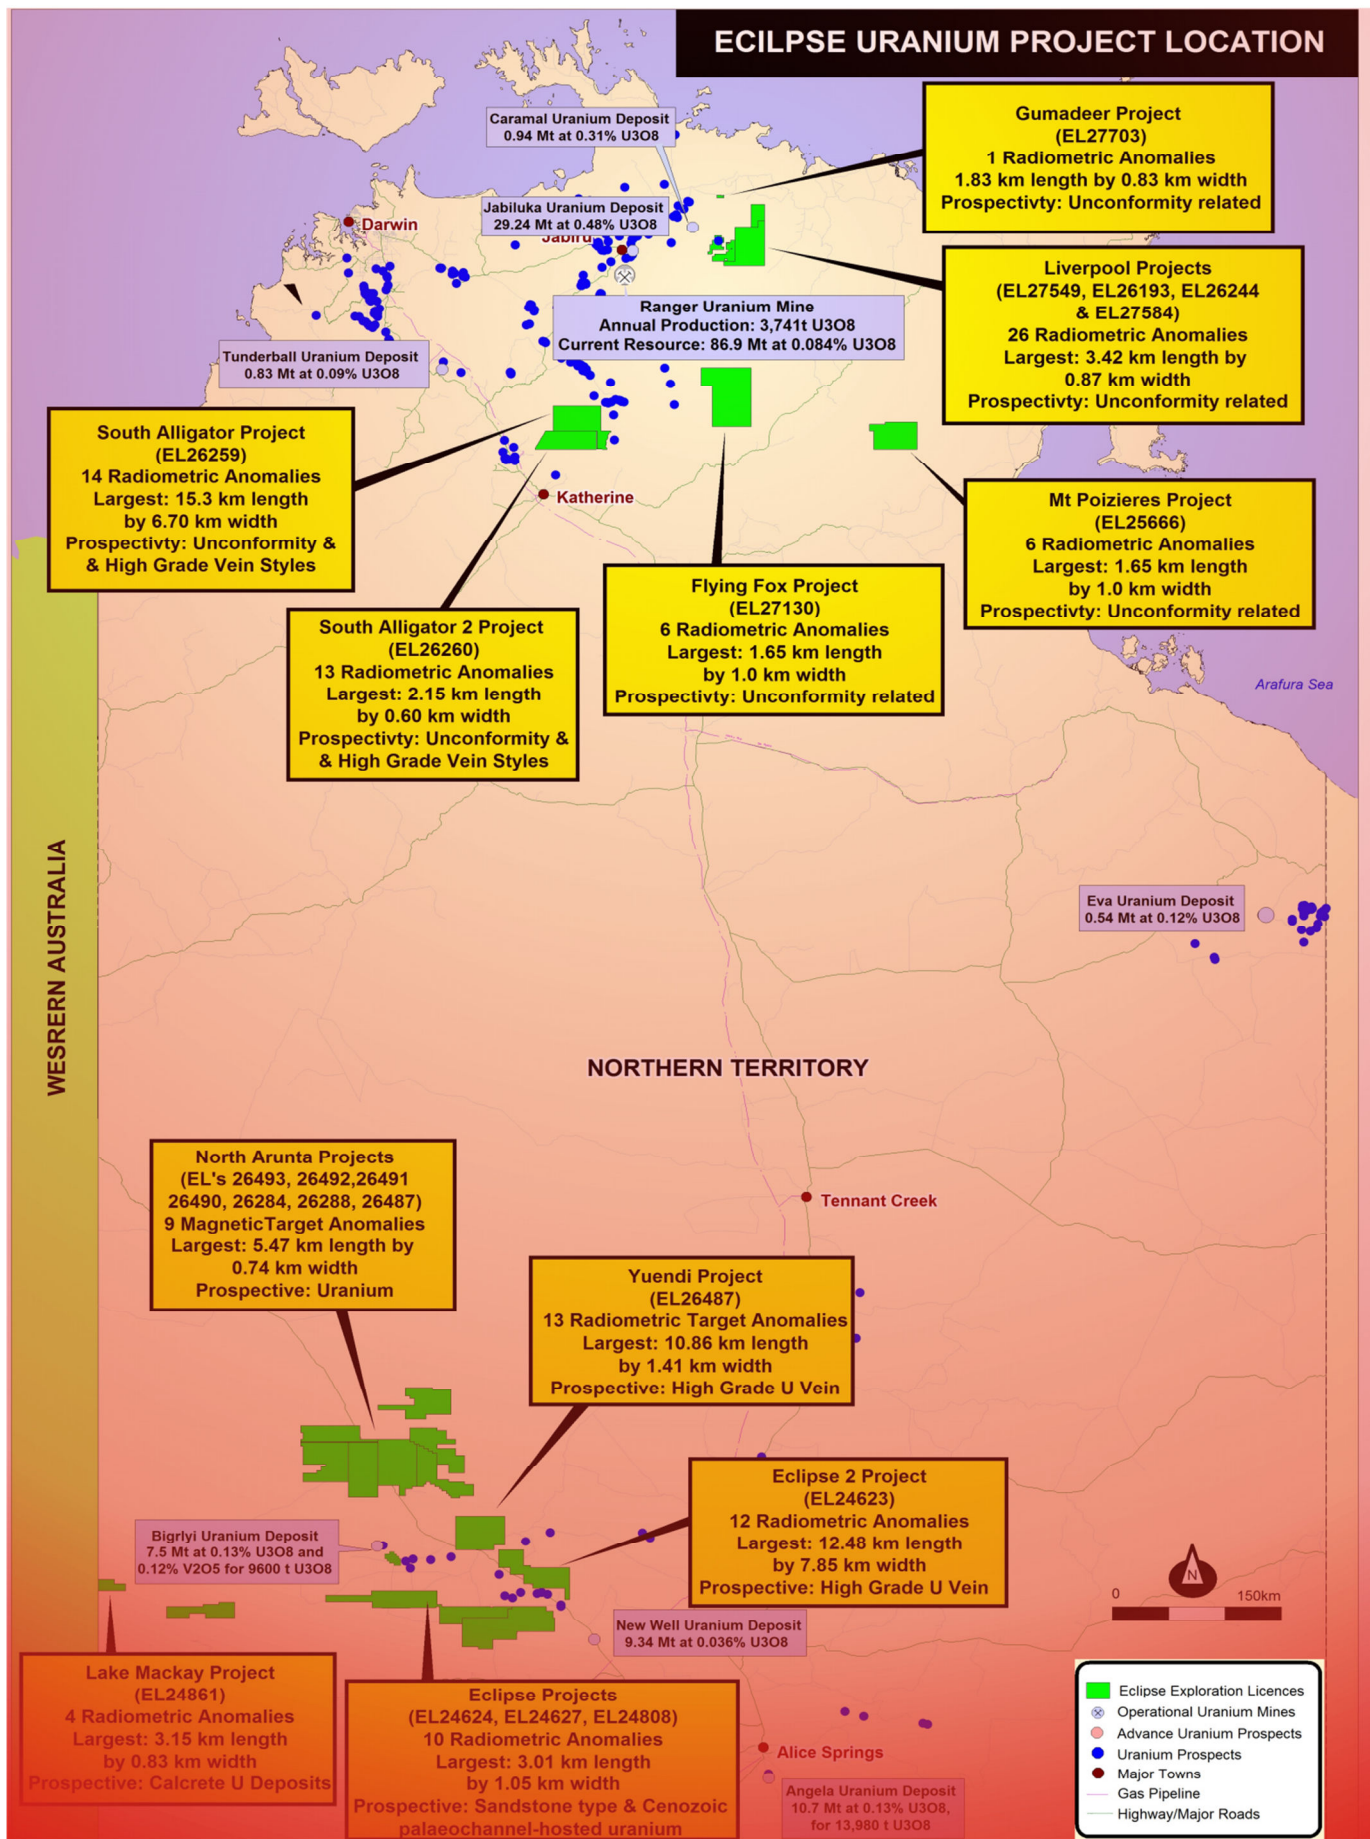 ECILPSE URANIUM PROJECT LOCATION
Caramal Uranium Deposit
0.94 Mt at 0.31% U3O8
Gumadeer Project
(EL27703)
1 Radiometric Anomalies
1.83 km length by 0.83 km width
Prospectivty: Unconformity related
Darwin
Jabiluka Uranium Deposit
29.24 Mt at 0.48% U3O8
Jabiru
Liverpool Projects
(EL27549, EL26193, EL26244
& EL27584)
26 Radiometric Anomalies
Largest: 3.42 km length by
0.87 km width
Prospectivty: Unconformity related
Ranger Uranium Mine
Annual Production: 3,741t U3O8
Current Resource: 86.9 Mt at 0.084% U3O8
Tunderball Uranium Deposit
0.83 Mt at 0.09% U3O8
South Alligator Project
(EL26259)
14 Radiometric Anomalies
Largest: 15.3 km length
by 6.70 km width
Prospectivty: Unconformity &
& High Grade Vein Styles
Katherine
Mt Poizieres Project
(EL25666)
6 Radiometric Anomalies
Largest: 1.65 km length
by 1.0 km width
Prospectivty: Unconformity related
Flying Fox Project
(EL27130)
6 Radiometric Anomalies
Largest: 1.65 km length
by 1.0 km width
Prospectivty: Unconformity related
South Alligator 2 Project
(EL26260)
13 Radiometric Anomalies
Largest: 2.15 km length
by 0.60 km width
Prospectivty: Unconformity &
& High Grade Vein Styles
Arafura Sea
WESRERN AUSTRALIA
Eva Uranium Deposit
0.54 Mt at 0.12% U3O8
NORTHERN TERRITORY
North Arunta Projects
(EL's 26493, 26492,26491
26490, 26284, 26288, 26487)
9 MagneticTarget Anomalies
Largest: 5.47 km length by
0.74 km width
Prospective: Uranium
Tennant Creek
Yuendi Project
(EL26487)
13 Radiometric Target Anomalies
Largest: 10.86 km length
by 1.41 km width
Prospective: High Grade U Vein
Eclipse 2 Project
(EL24623)
12 Radiometric Anomalies
Largest: 12.48 km length
by 7.85 km width
Prospective: High Grade U Vein
Bigrlyi Uranium Deposit
7.5 Mt at 0.13% U3O8 and
0.12% V2O5 for 9600 t U3O8
N
0 150km
New Well Uranium Deposit
9.34 Mt at 0.036% U3O8
Lake Mackay Project
(EL24861)
4 Radiometric Anomalies
Largest: 3.15 km length
by 0.83 km width
Prospective: Calcrete U Deposits
Eclipse Projects
(EL24624, EL24627, EL24808)
10 Radiometric Anomalies
Largest: 3.01 km length
by 1.05 km width
Prospective: Sandstone type & Cenozoic
palaeochannel-hosted uranium
Alice Springs
Angela Uranium Deposit
10.7 Mt at 0.13% U3O8,
for 13,980 t U3O8
Eclipse Exploration Licences
Operational Uranium Mines
Advance Uranium Prospects
Uranium Prospects
Major Towns
Gas Pipeline
Highway/Major Roads